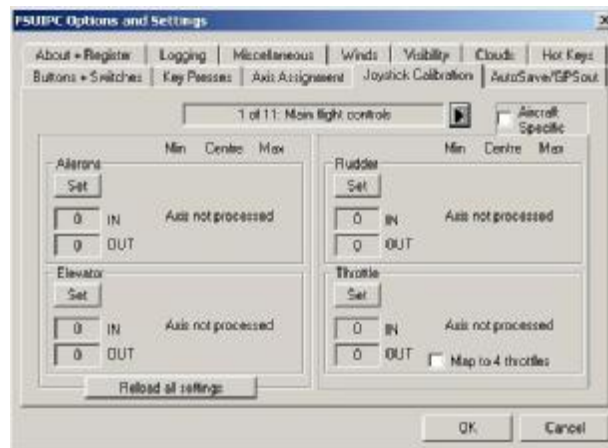 FSUIPC Options and Settings
About + Register Logging Miscellaneous Winds Visibility Clouds Hot Keys
Buttons + Switches Key Presses Axis Assignment Joystick Calibration AutoSave/GPSout
1 of 11: Main flight controls
Aircraft Specific
Min Centre Max
Ailerons
Set
0 IN Axis not processed
0 OUT
Min Centre Max
Rudder
Set
0 IN Axis not processed
0 OUT
Elevator
Set
0 IN Axis not processed
0 OUT
Throttle
Set
0 IN Axis not processed
0 OUT Map to 4 throttles
Reload all settings
OK Cancel